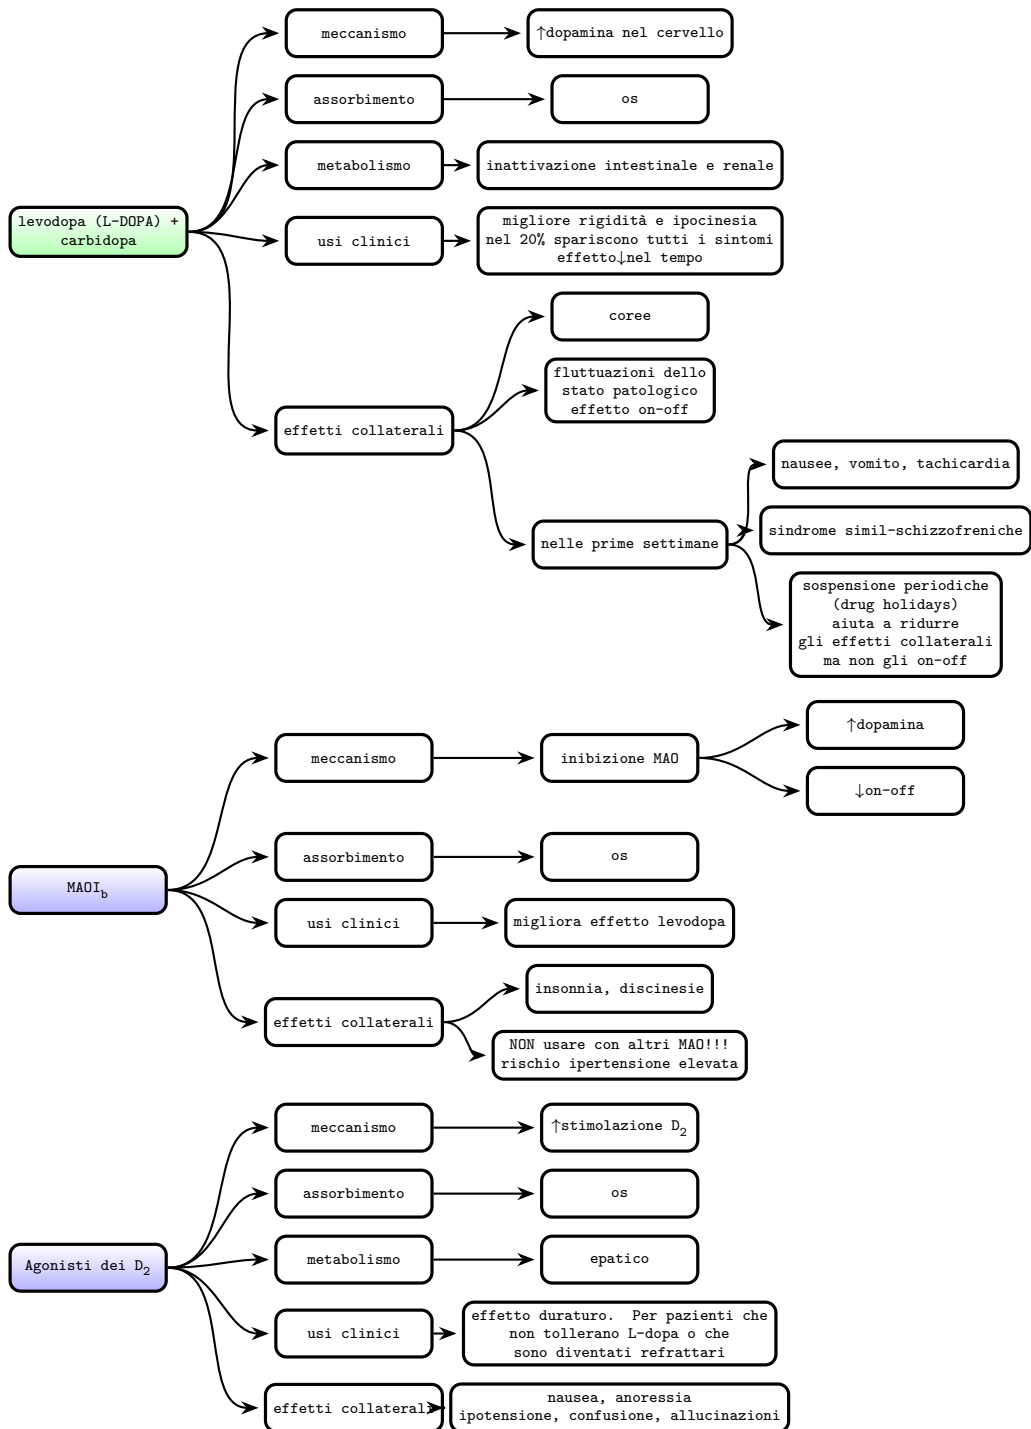 meccanismo
↑dopamina nel cervello
assorbimento
os
metabolismo
inattivazione intestinale e renale
levodopa (L-DOPA) +
carbidopa
usi clinici
migliore rigidità e ipocinesia
nel 20% spariscono tutti i sintomi
effetto↓nel tempo
effetti collaterali
coree
fluttuazioni dello
stato patologico
effetto on-off
nelle prime settimane
nausee, vomito, tachicardia
sindrome simil-schizzofreniche
sospensione periodiche
(drug holidays)
aiuta a ridurre
gli effetti collaterali
ma non gli on-off
MAOI_b
meccanismo
inibizione MAO
↑dopamina
↓on-off
assorbimento
os
usi clinici
migliora effetto levodopa
effetti collaterali
insonnia, discinesie
NON usare con altri MAO!!!
rischio ipertensione elevata
Agonisti dei D₂
meccanismo
↑stimolazione D₂
assorbimento
os
metabolismo
epatico
usi clinici
effetto duraturo. Per pazienti che
non tollerano L-dopa o che
sono diventati refrattari
effetti collaterali
nausea, anoressia
ipotensione, confusione, allucinazioni